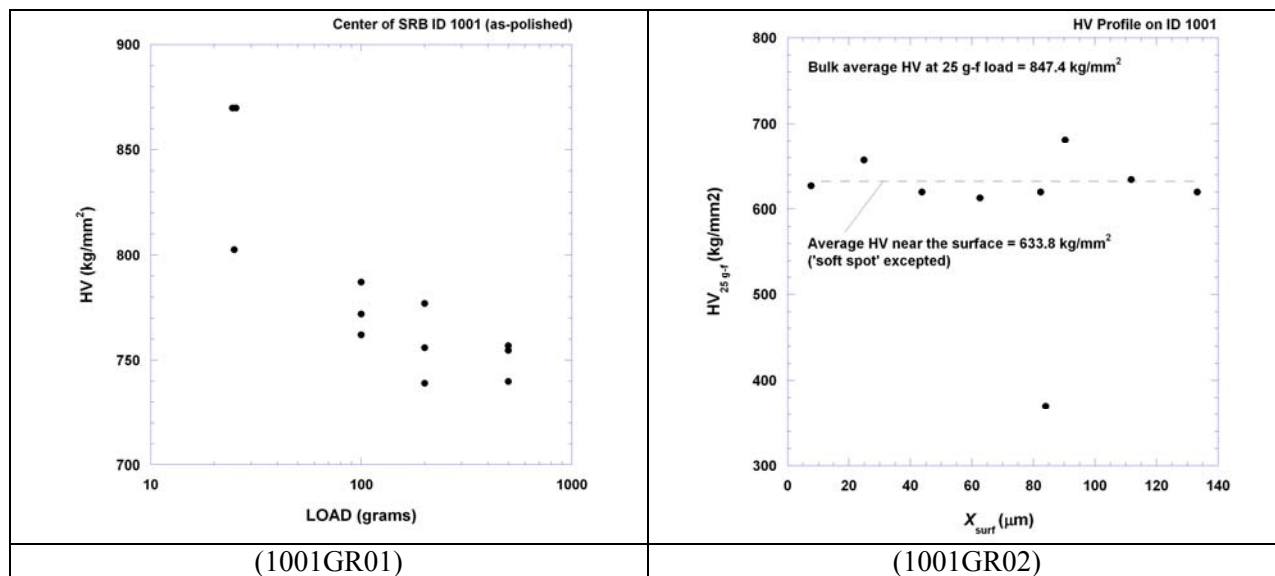 Center of SRB ID 1001 (as-polished)
900
850
800
750
700
HV (kg/mm²)
10
100
1000
LOAD (grams)
(1001GR01)
HV Profile on ID 1001
800
700
600
500
400
300
HV25 g-f (kg/mm2)
Bulk average HV at 25 g-f load = 847.4 kg/mm²
Average HV near the surface = 633.8 kg/mm²
('soft spot' excepted)
0
20
40
60
80
100
120
140
Xsurf (μm)
(1001GR02)